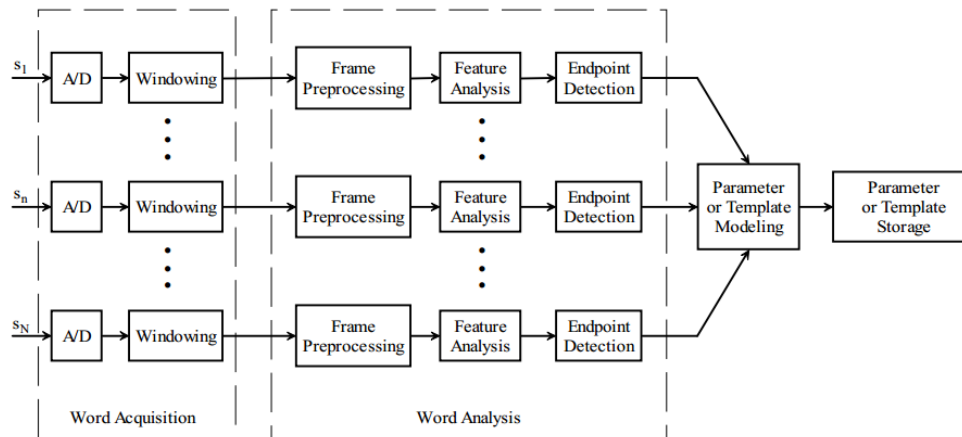 s1
A/D
Windowing
Frame
Preprocessing
Feature
Analysis
Endpoint
Detection
sn
A/D
Windowing
Frame
Preprocessing
Feature
Analysis
Endpoint
Detection
Parameter
or Template
Modeling
Parameter
or Template
Storage
sN
A/D
Windowing
Frame
Preprocessing
Feature
Analysis
Endpoint
Detection
Word Acquisition
Word Analysis